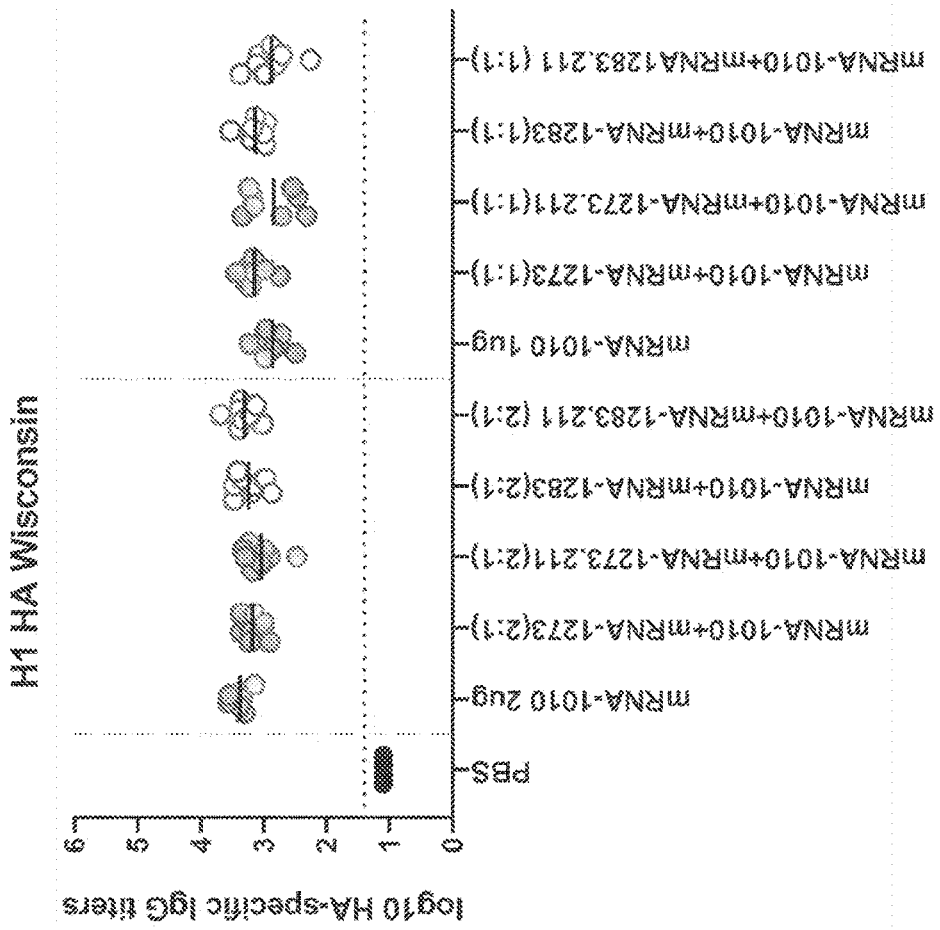 H1 HA Wisconsin
log10 HA-specific IgG titers
6
5
4
3
2
1
0
PBS
mRNA-1010 2ug
mRNA-1010+mRNA-1273(2:1)
mRNA-1010+mRNA-1273.211(2:1)
mRNA-1010+mRNA-1283(2:1)
mRNA-1010+mRNA-1283.211 (2:1)
mRNA-1010 1ug
mRNA-1010+mRNA-1273(1:1)
mRNA-1010+mRNA-1273.211(1:1)
mRNA-1010+mRNA-1283(1:1)
mRNA-1010+mRNA1283.211 (1:1)